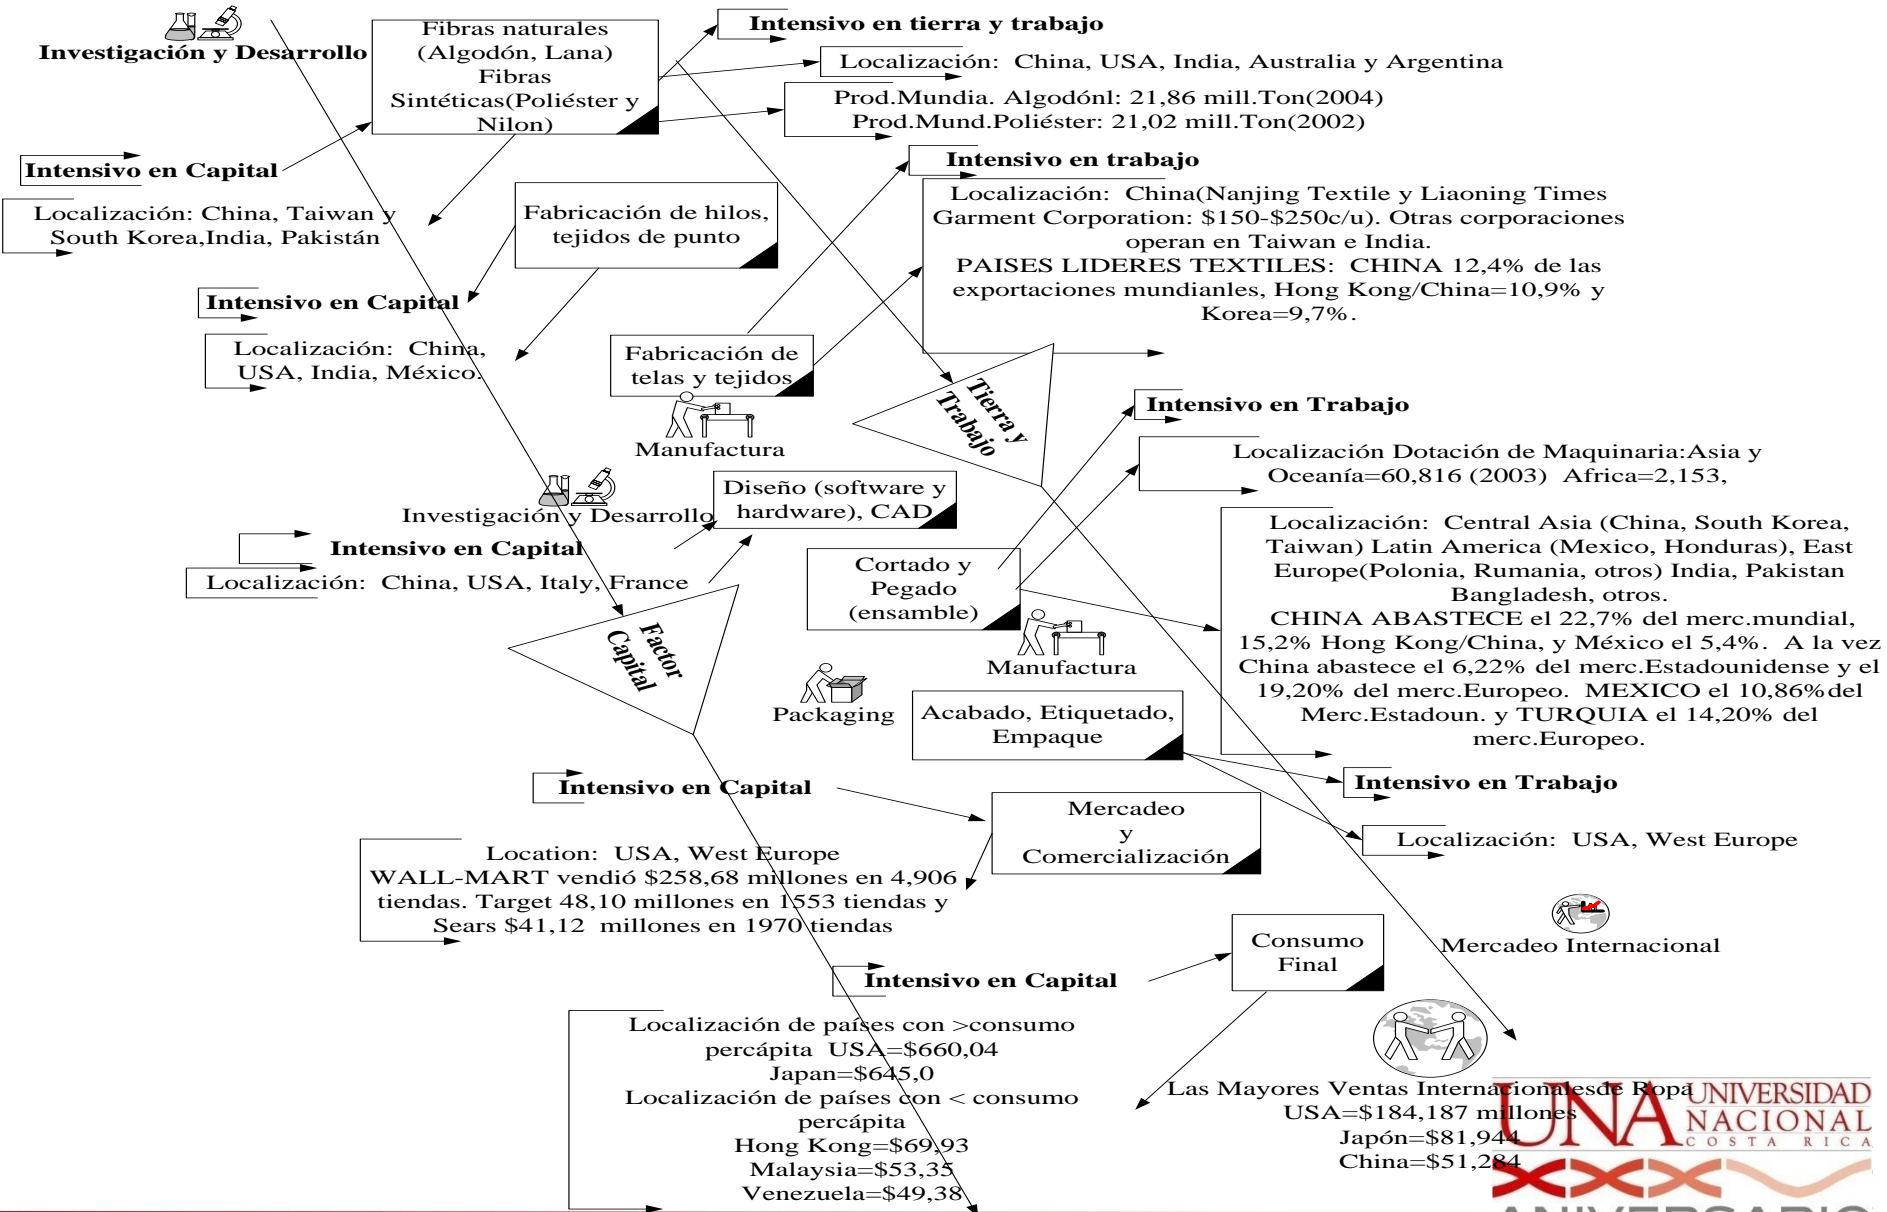 Investigación y Desarrollo
Fibras naturales
(Algodón, Lana)
Fibras
Sintéticas(Poliéster y
Nilon)
Intensivo en tierra y trabajo
Localización: China, USA, India, Australia y Argentina
Prod.Mundia. Algodónl: 21,86 mill.Ton(2004)
Prod.Mund.Poliéster: 21,02 mill.Ton(2002)
Intensivo en Capital
Localización: China, Taiwan y
South Korea,India, Pakistán
Fabricación de hilos,
tejidos de punto
Intensivo en trabajo
Localización: China(Nanjing Textile y Liaoning Times
Garment Corporation: $150-$250c/u). Otras corporaciones
operan en Taiwan e India.
PAISES LIDERES TEXTILES: CHINA 12,4% de las
exportaciones mundianles, Hong Kong/China=10,9% y
Korea=9,7%.
Intensivo en Capital
Localización: China,
USA, India, México.
Fabricación de
telas y tejidos
Manufactura
Tierra y
Trabajo
Intensivo en Trabajo
Localización Dotación de Maquinaria:Asia y
Oceanía=60,816 (2003) Africa=2,153,
Investigación y Desarrollo
Diseño (software y
hardware), CAD
Intensivo en Capital
Localización: China, USA, Italy, France
Cortado y
Pegado
(ensamble)
Manufactura
Localización: Central Asia (China, South Korea,
Taiwan) Latin America (Mexico, Honduras), East
Europe(Polonia, Rumania, otros) India, Pakistan
Bangladesh, otros.
CHINA ABASTECE el 22,7% del merc.mundial,
15,2% Hong Kong/China, y México el 5,4%. A la vez
China abastece el 6,22% del merc.Estadounidense y el
19,20% del merc.Europeo. MEXICO el 10,86%del
Merc.Estadoun. y TURQUIA el 14,20% del
merc.Europeo.
Factor
Capital
Packaging
Acabado, Etiquetado,
Empaque
Intensivo en Trabajo
Localización: USA, West Europe
Intensivo en Capital
Mercadeo
y
Comercialización
Location: USA, West Europe
WALL-MART vendió $258,68 millones en 4,906
tiendas. Target 48,10 millones en 1553 tiendas y
Sears $41,12 millones en 1970 tiendas
Mercadeo Internacional
Consumo
Final
Intensivo en Capital
Localización de países con >consumo
percápita USA=$660,04
Japan=$645,0
Localización de países con < consumo
percápita
Hong Kong=$69,93
Malaysia=$53,35
Venezuela=$49,38
Las Mayores Ventas Internacionalesde Ropa
USA=$184,187 millones
Japón=$81,944
China=$51,284
UNA UNIVERSIDAD
NACIONAL
COSTA RICA
XXX
ANIVERSARIO